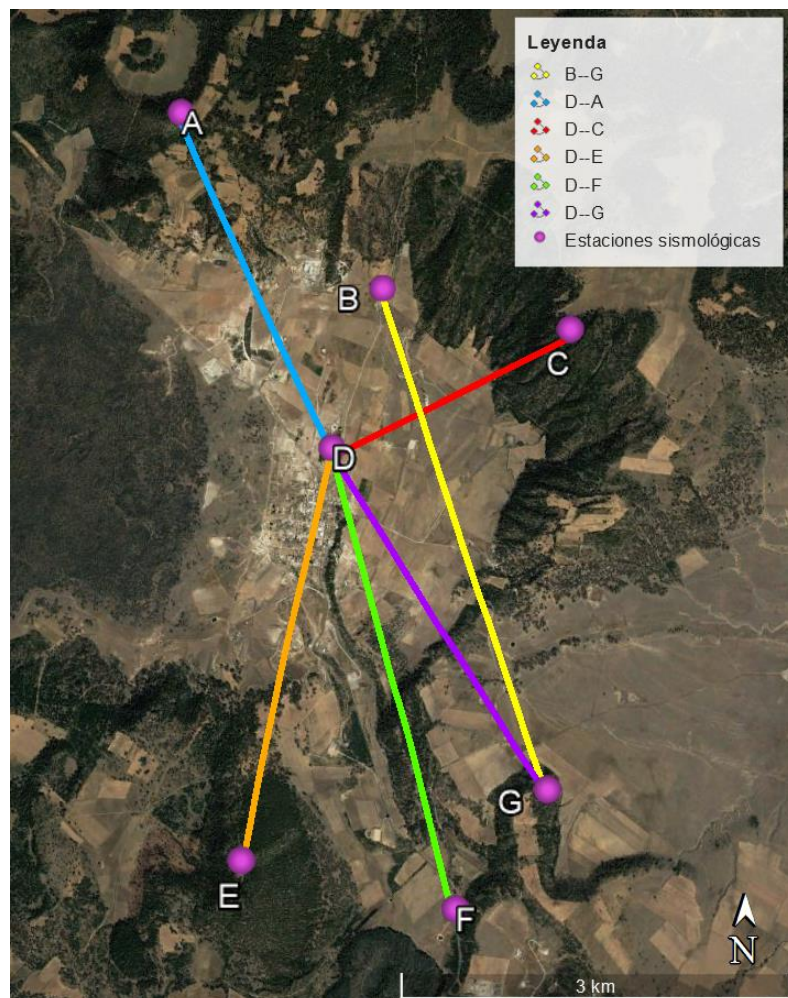 Leyenda
B--G
D--A
D--C
D--E
D--F
D--G
Estaciones sismológicas
A
B
C
D
G
E
F
N
3 km